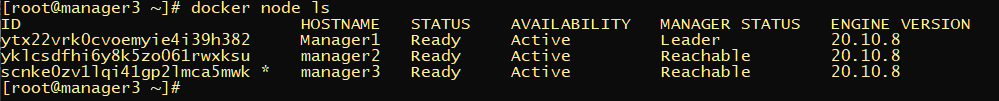 [root@manager3 ~]# docker node ls
ID HOSTNAME STATUS AVAILABILITY MANAGER STATUS ENGINE VERSION
ytx22vrk0cvoemyie4i39h382 Manager1 Ready Active Leader 20.10.8
yklcsdfhi6y8k5zo061rwxksu manager2 Ready Active Reachable 20.10.8
scnke0zv1lqi41gp2lmca5mwk * manager3 Ready Active Reachable 20.10.8
[root@manager3 ~]#